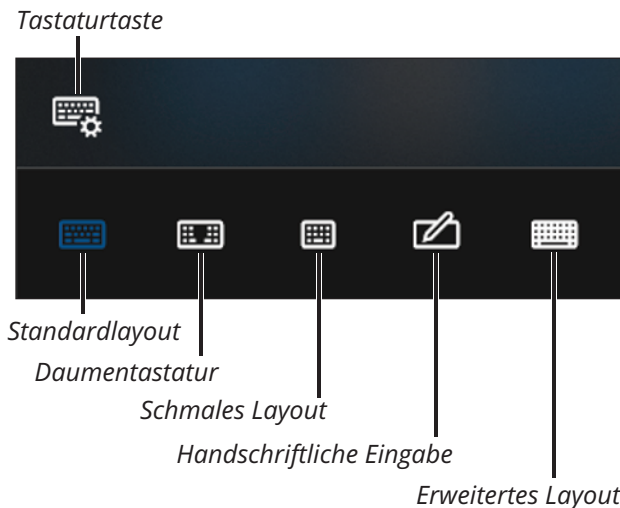 Tastaturtaste
Standardlayout
Daumentastatur
Schmales Layout
Handschriftliche Eingabe
Erweitertes Layout